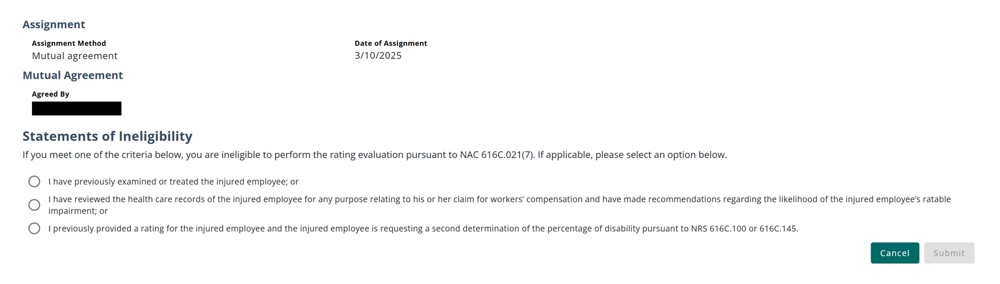 Assignment
Assignment Method
Date of Assignment
Mutual agreement
3/10/2025
Mutual Agreement
Agreed By
Statements of Ineligibility
If you meet one of the criteria below, you are ineligible to perform the rating evaluation pursuant to NAC 616C.021(7). If applicable, please select an option below.
I have previously examined or treated the injured employee; or
I have reviewed the health care records of the injured employee for any purpose relating to his or her claim for workers’ compensation and have made recommendations regarding the likelihood of the injured employee’s ratable
impairment; or
I previously provided a rating for the injured employee and the injured employee is requesting a second determination of the percentage of disability pursuant to NRS 616C.100 or 616C.145.
Cancel
Submit